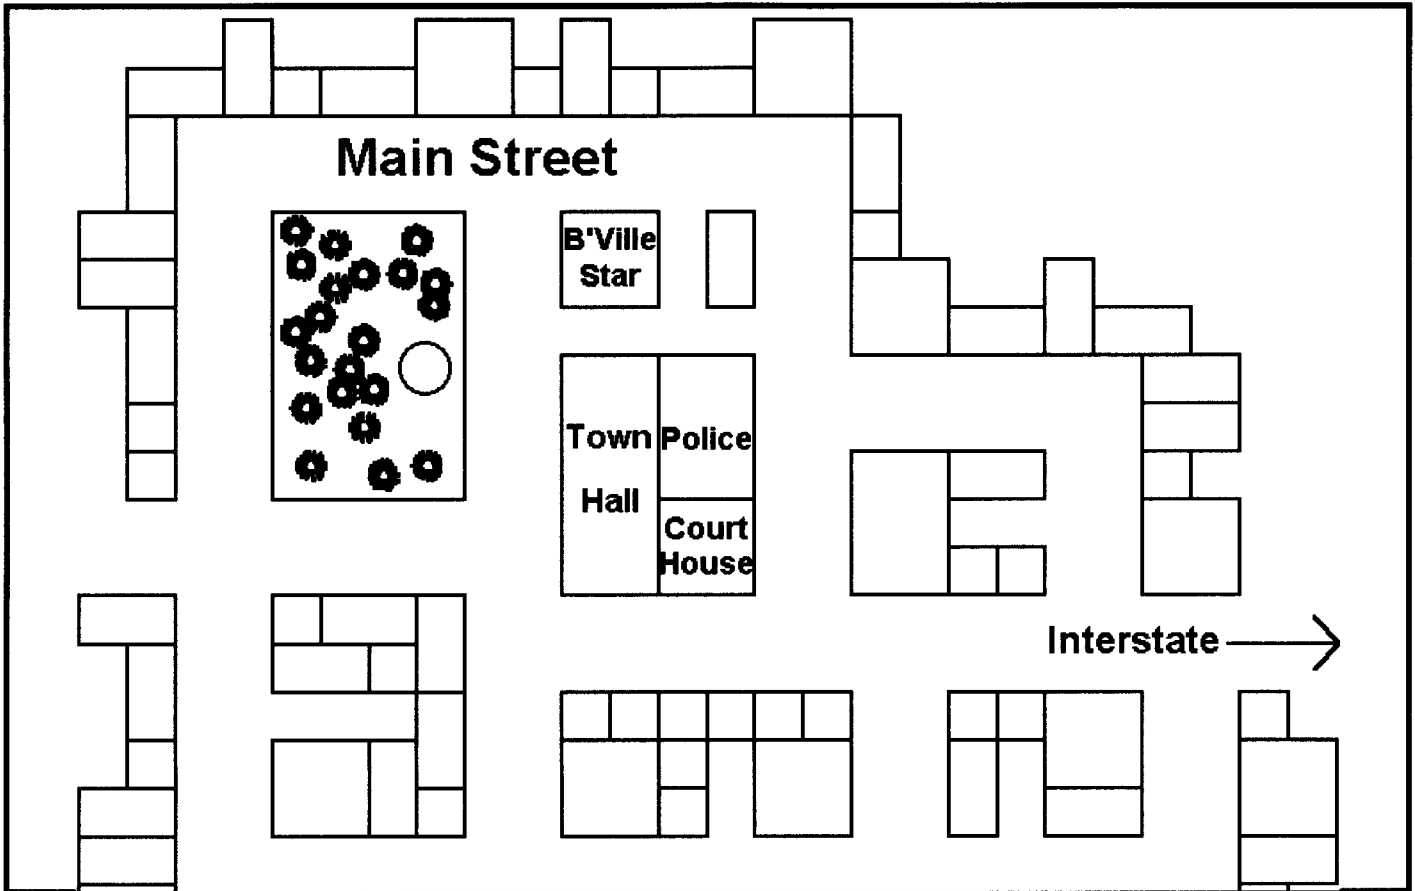 Main Street
B'Ville
Star
Town
Hall
Police
Court
House
Interstate